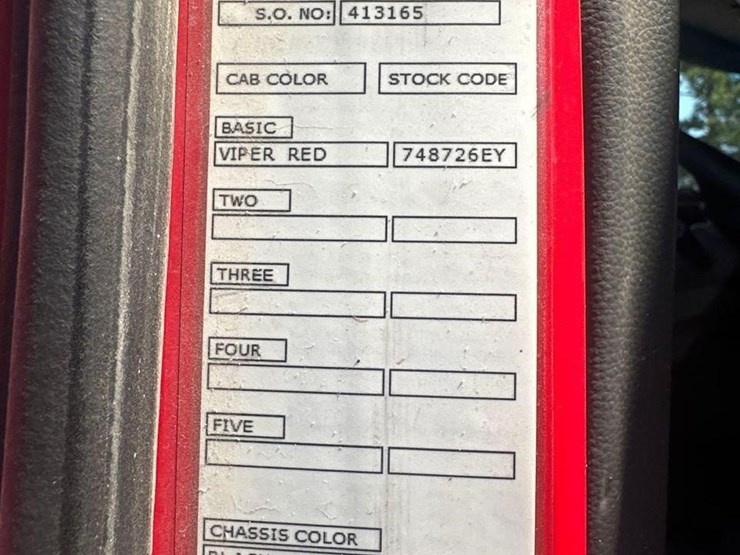 S.O. NO: 413165
CAB COLOR STOCK CODE
BASIC
VIPER RED 748726EY
TWO
THREE
FOUR
FIVE
CHASSIS COLOR